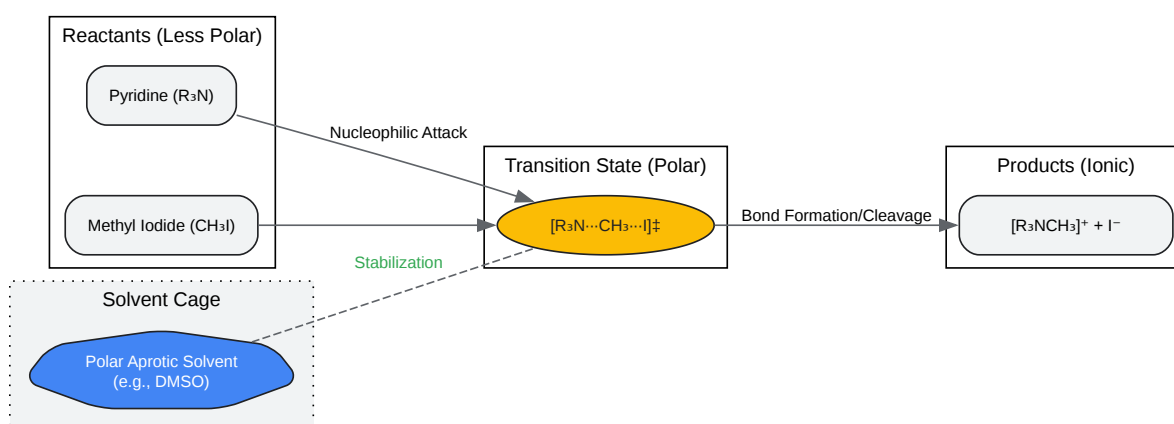 Reactants (Less Polar)
Pyridine (R₃N)
Methyl Iodide (CH₃I)
Nucleophilic Attack
Stabilization
Transition State (Polar)
[R₃N···CH₃···I]‡
Bond Formation/Cleavage
Products (Ionic)
[R₃NCH₃]⁺ + I⁻
Solvent Cage
Polar Aprotic Solvent
(e.g., DMSO)